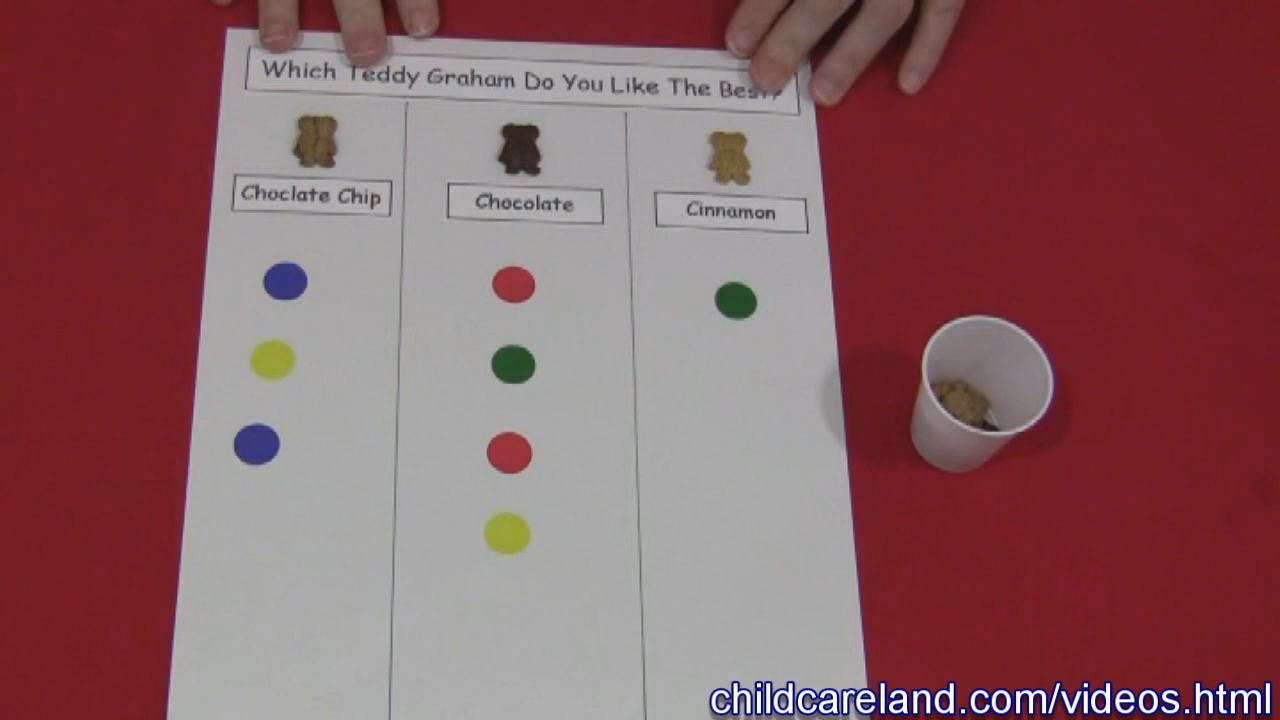 Which Teddy Graham Do You Like The Best?
Choclate Chip
Chocolate
Cinnamon
childcareland.com/videos.html